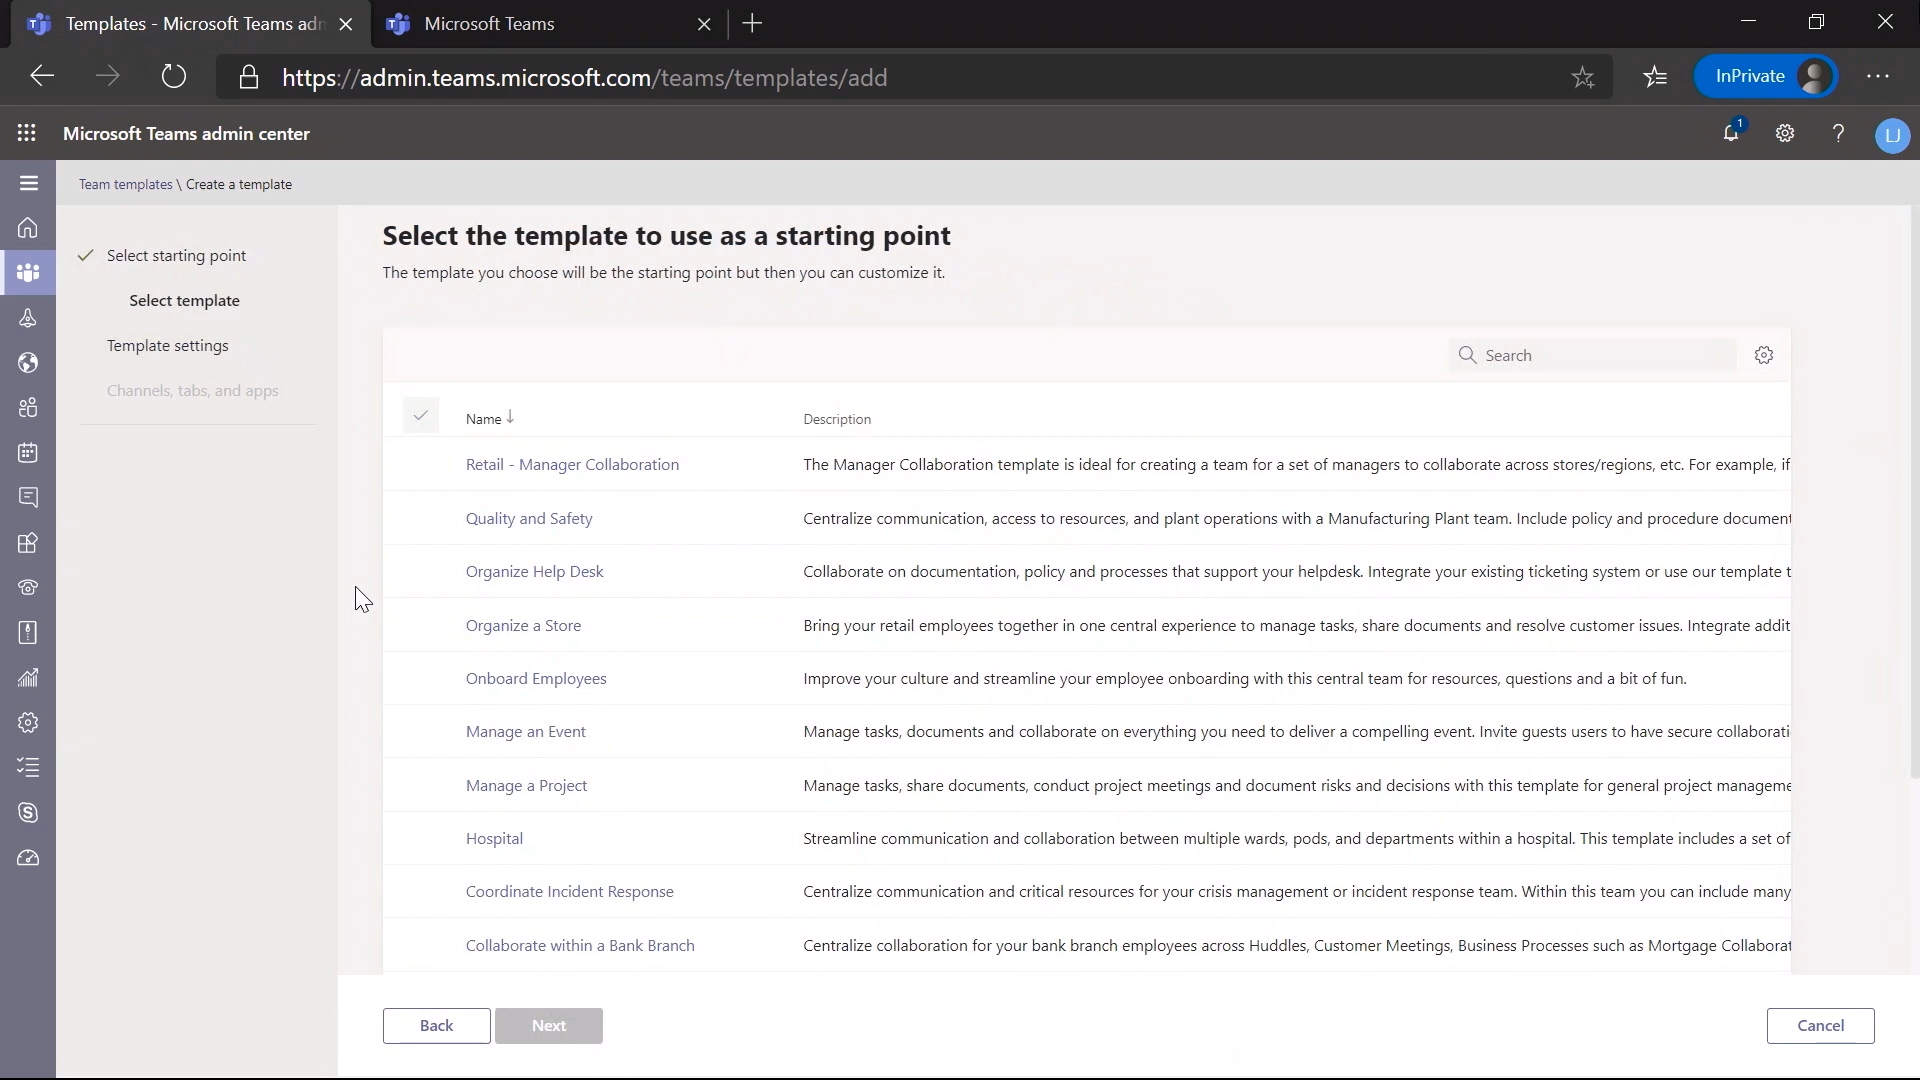 Templates - Microsoft Teams adm
Microsoft Teams
https://admin.teams.microsoft.com/teams/templates/add
InPrivate
Microsoft Teams admin center
1
?
LJ
Team templates \ Create a template
Select starting point
Select template
Template settings
Channels, tabs, and apps
Select the template to use as a starting point
The template you choose will be the starting point but then you can customize it.
Search
Name ↓ Description
Retail - Manager Collaboration The Manager Collaboration template is ideal for creating a team for a set of managers to collaborate across stores/regions, etc. For example, if
Quality and Safety Centralize communication, access to resources, and plant operations with a Manufacturing Plant team. Include policy and procedure document
Organize Help Desk Collaborate on documentation, policy and processes that support your helpdesk. Integrate your existing ticketing system or use our template t
Organize a Store Bring your retail employees together in one central experience to manage tasks, share documents and resolve customer issues. Integrate addit
Onboard Employees Improve your culture and streamline your employee onboarding with this central team for resources, questions and a bit of fun.
Manage an Event Manage tasks, documents and collaborate on everything you need to deliver a compelling event. Invite guests users to have secure collaborati
Manage a Project Manage tasks, share documents, conduct project meetings and document risks and decisions with this template for general project manageme
Hospital Streamline communication and collaboration between multiple wards, pods, and departments within a hospital. This template includes a set of
Coordinate Incident Response Centralize communication and critical resources for your crisis management or incident response team. Within this team you can include many
Collaborate within a Bank Branch Centralize collaboration for your bank branch employees across Huddles, Customer Meetings, Business Processes such as Mortgage Collaborat
Back
Next
Cancel